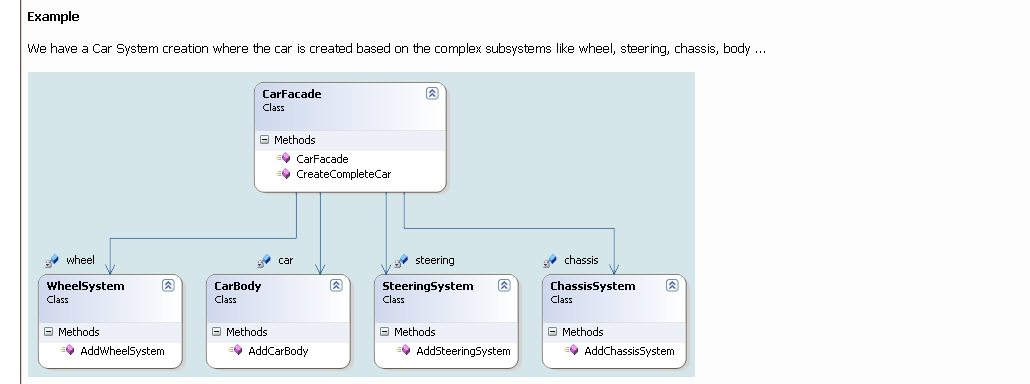 Example
We have a Car System creation where the car is created based on the complex subsystems like wheel, steering, chassis, body ...
CarFacade
Class
Methods
CarFacade
CreateCompleteCar
wheel
car
steering
chassis
WheelSystem
Class
Methods
AddWheelSystem
CarBody
Class
Methods
AddCarBody
SteeringSystem
Class
Methods
AddSteeringSystem
ChassisSystem
Class
Methods
AddChassisSystem